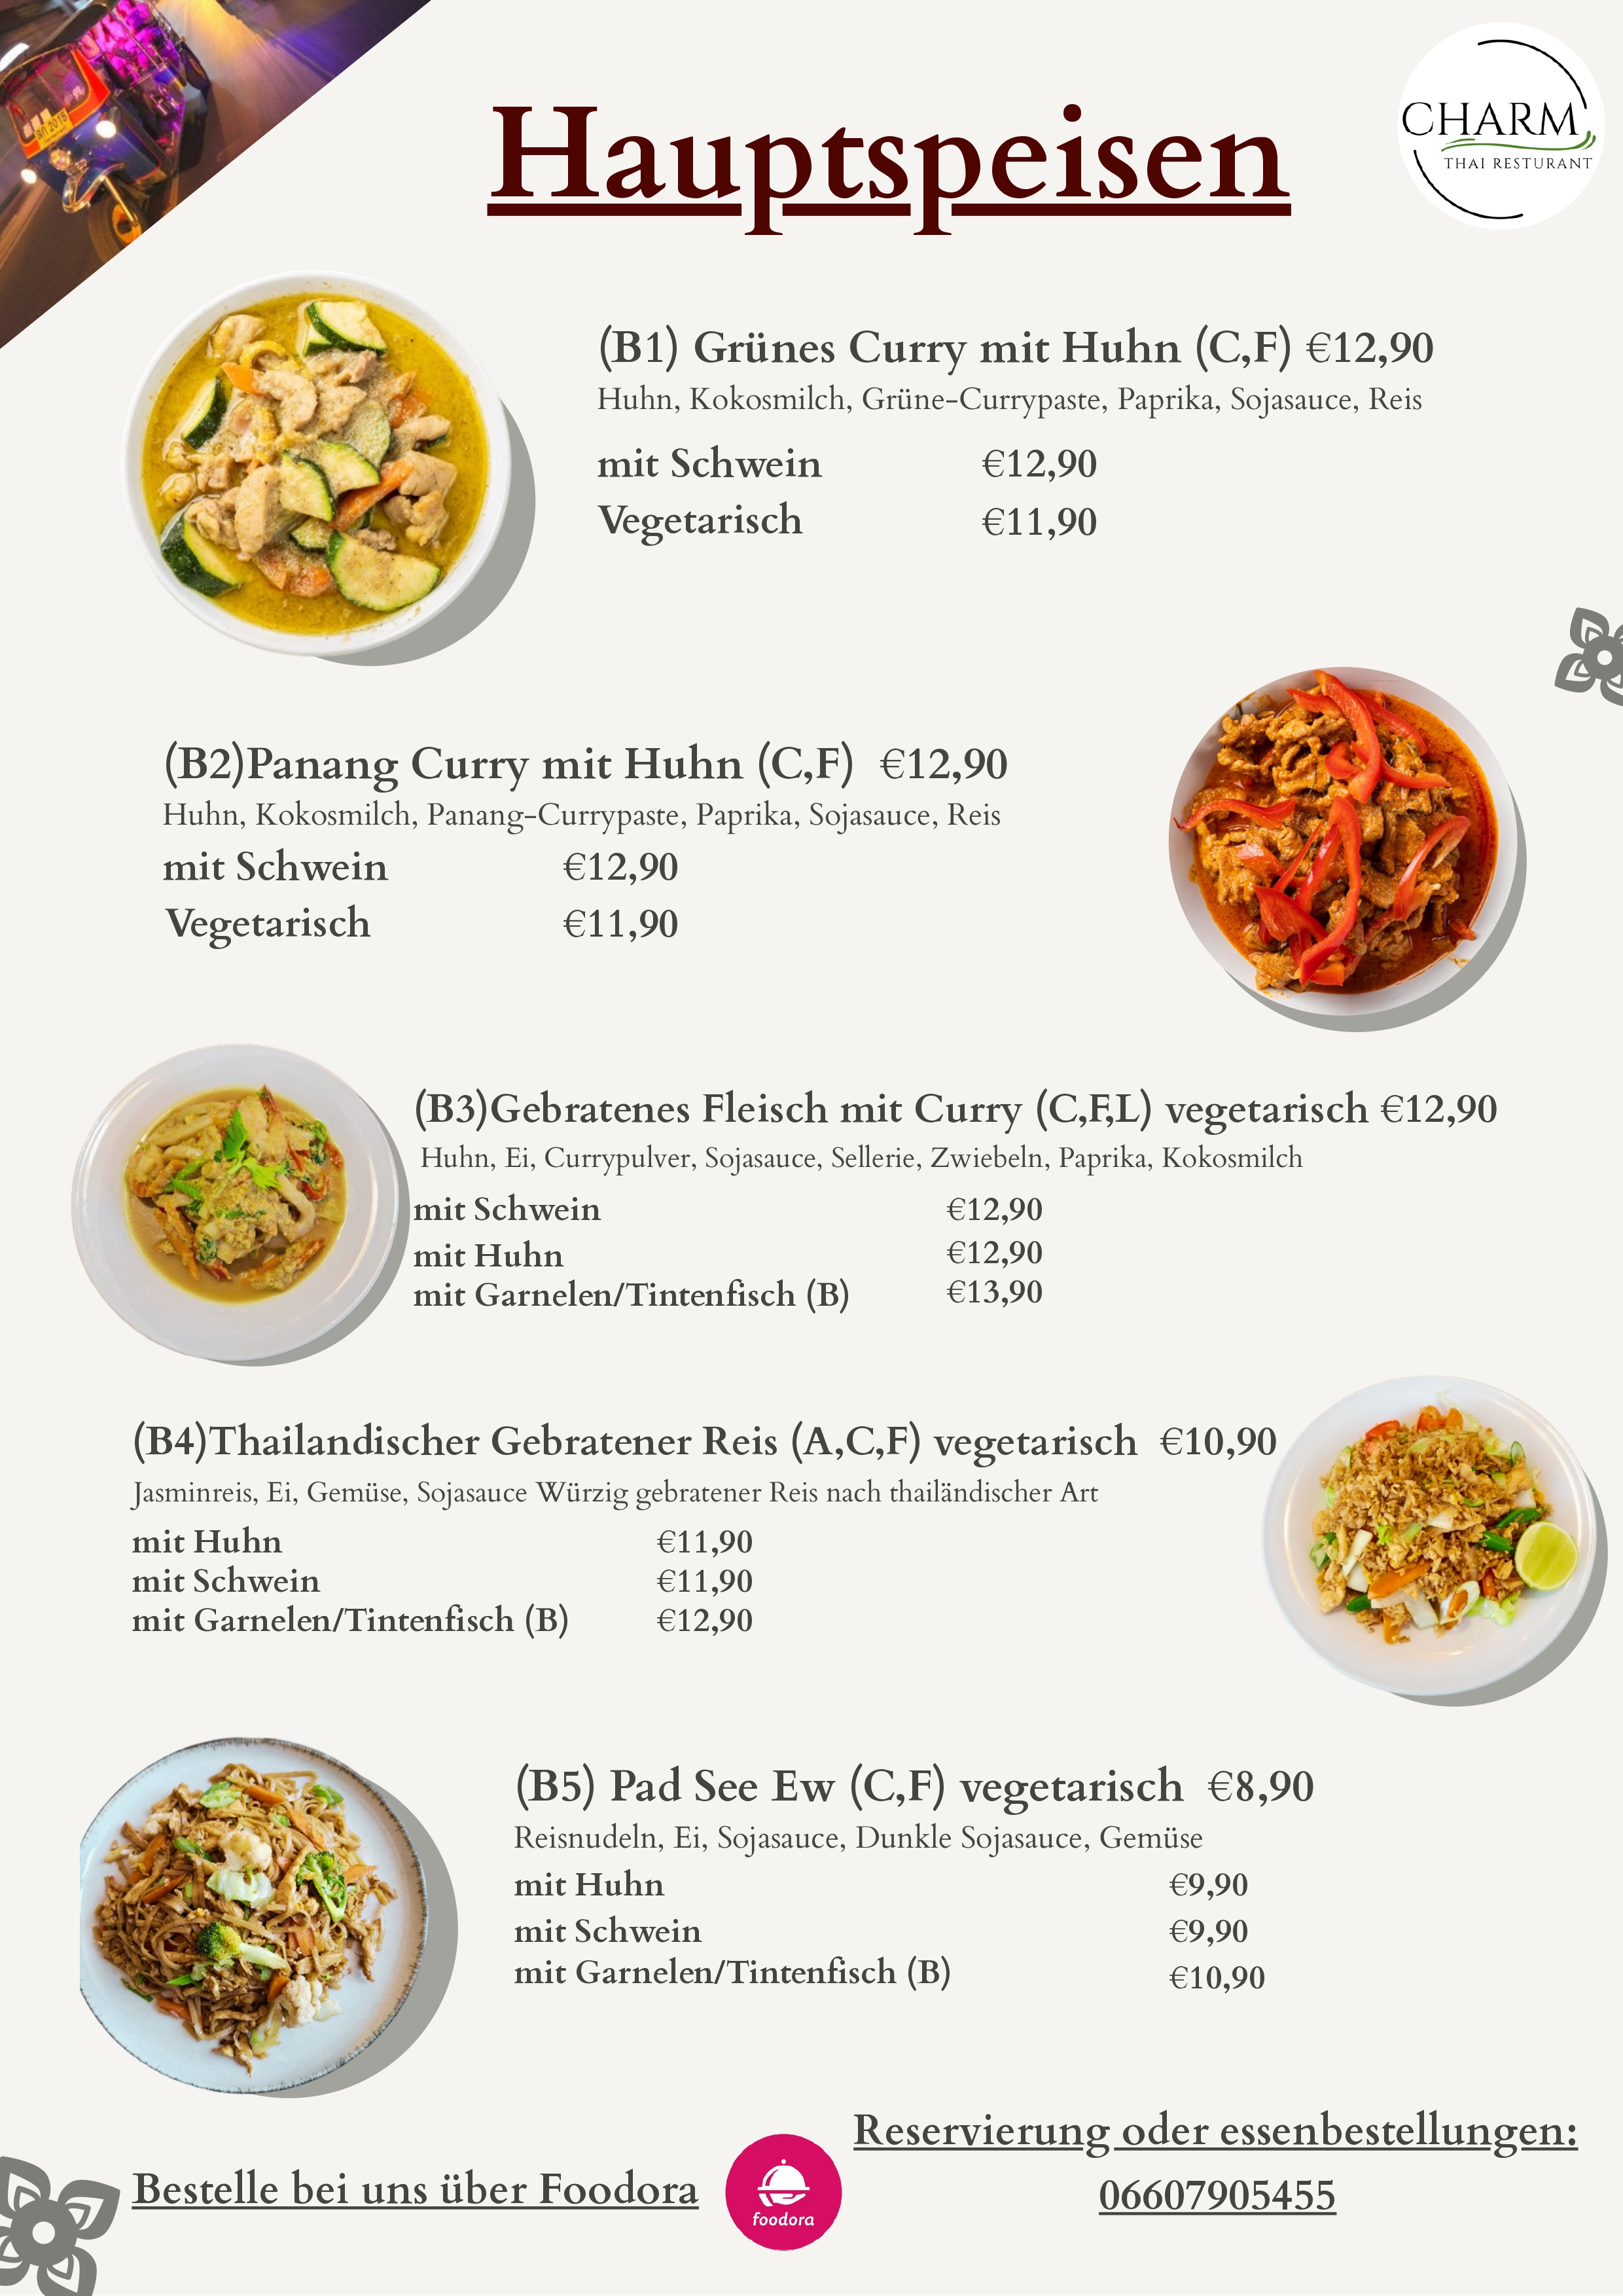 Hauptspeisen
CHARM
THAI RESTURANT
(B1) Grünes Curry mit Huhn (C,F) €12,90
Huhn, Kokosmilch, Grüne-Currypaste, Paprika, Sojasauce, Reis
mit Schwein €12,90
Vegetarisch €11,90
(B2)Panang Curry mit Huhn (C,F) €12,90
Huhn, Kokosmilch, Panang-Currypaste, Paprika, Sojasauce, Reis
mit Schwein €12,90
Vegetarisch €11,90
(B3)Gebratenes Fleisch mit Curry (C,F,L) vegetarisch €12,90
Huhn, Ei, Currypulver, Sojasauce, Sellerie, Zwiebeln, Paprika, Kokosmilch
mit Schwein €12,90
mit Huhn €12,90
mit Garnelen/Tintenfisch (B) €13,90
(B4)Thailandischer Gebratener Reis (A,C,F) vegetarisch €10,90
Jasminreis, Ei, Gemüse, Sojasauce Würzig gebratener Reis nach thailändischer Art
mit Huhn €11,90
mit Schwein €11,90
mit Garnelen/Tintenfisch (B) €12,90
(B5) Pad See Ew (C,F) vegetarisch €8,90
Reisnudeln, Ei, Sojasauce, Dunkle Sojasauce, Gemüse
mit Huhn €9,90
mit Schwein €9,90
mit Garnelen/Tintenfisch (B) €10,90
Bestelle bei uns über Foodora
foodora
Reservierung oder essenbestellungen:
06607905455